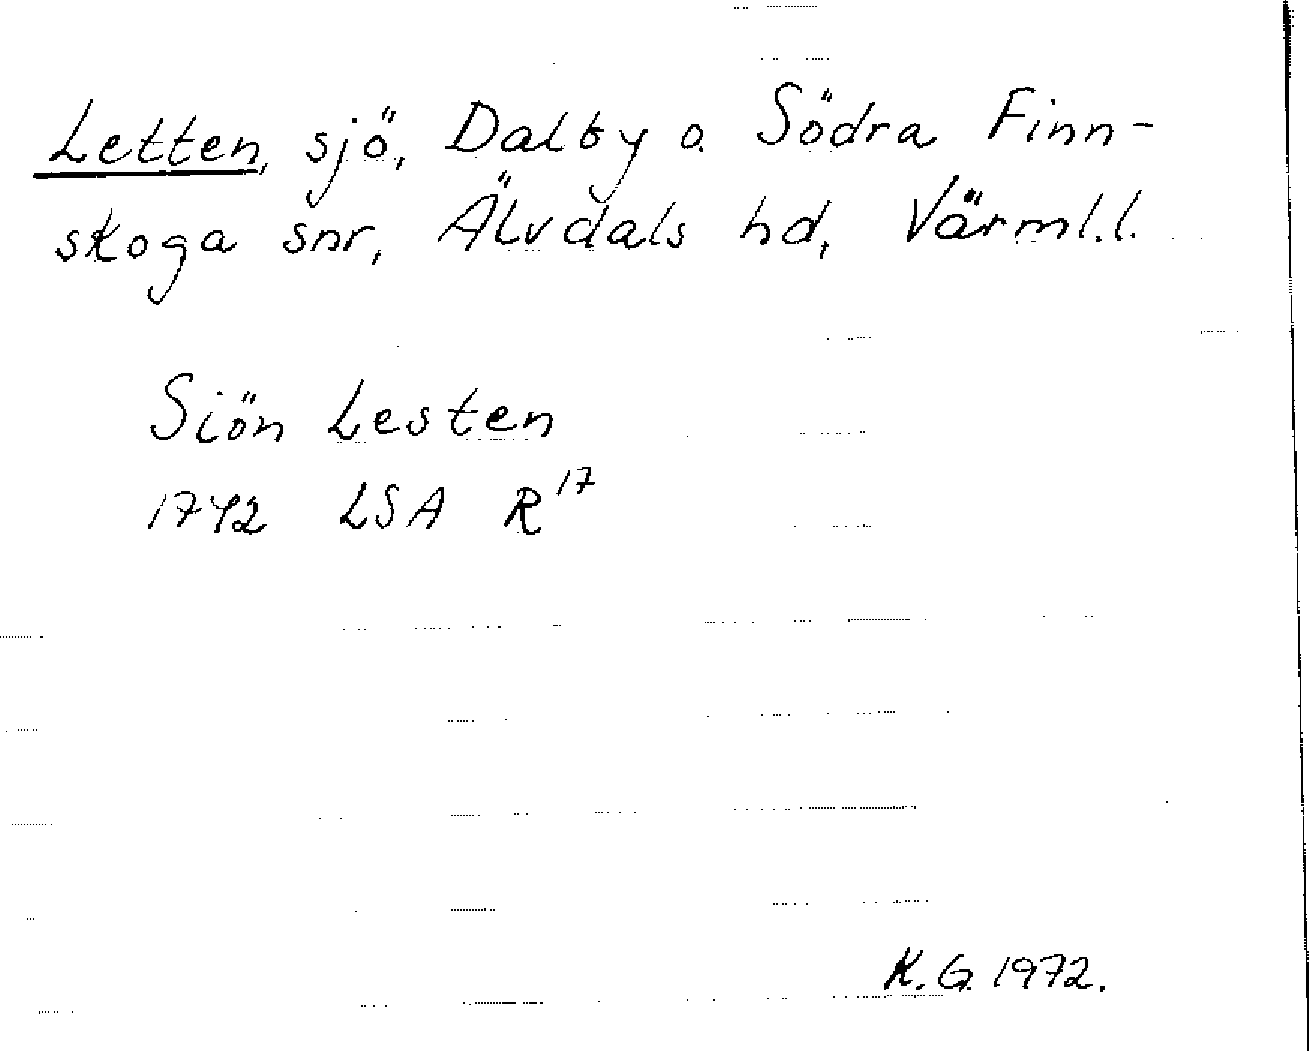 Letten, sjö, Dalby o. Södra Finn-
skoga snr, Älvdals hd, Värml.l.
Siön Lesten
1742 LSA R17
K.G. 1972.